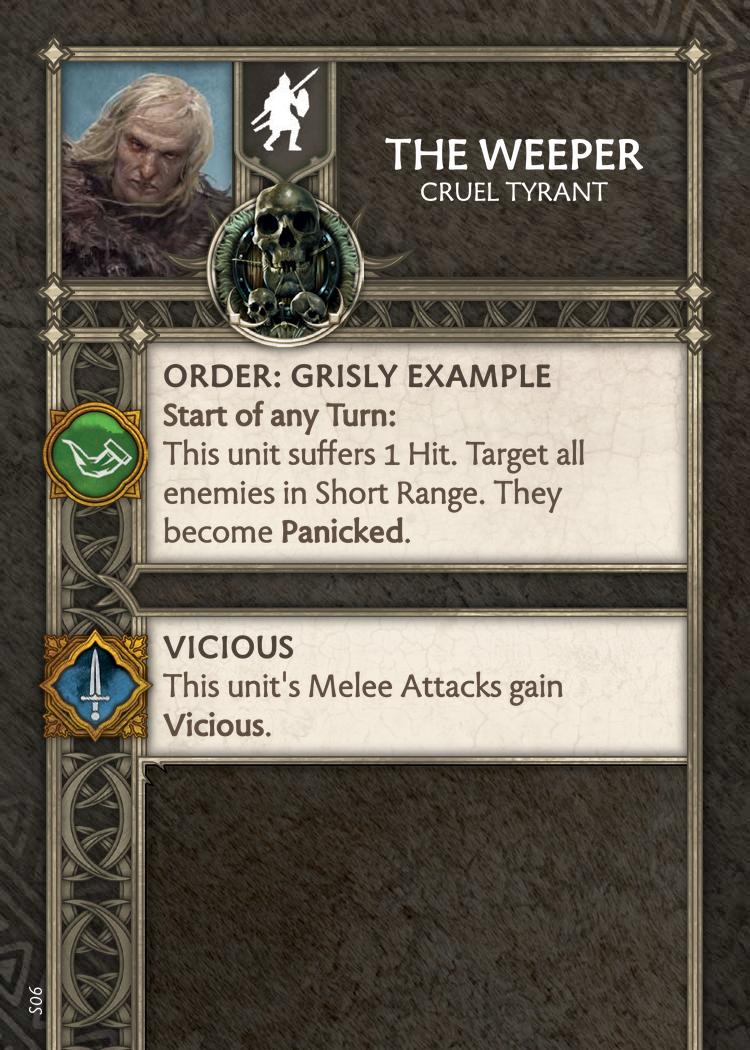 THE WEEPER
CRUEL TYRANT
ORDER: GRISLY EXAMPLE
Start of any Turn:
This unit suffers 1 Hit. Target all
enemies in Short Range. They
become Panicked.
VICIOUS
This unit's Melee Attacks gain
Vicious.
S06